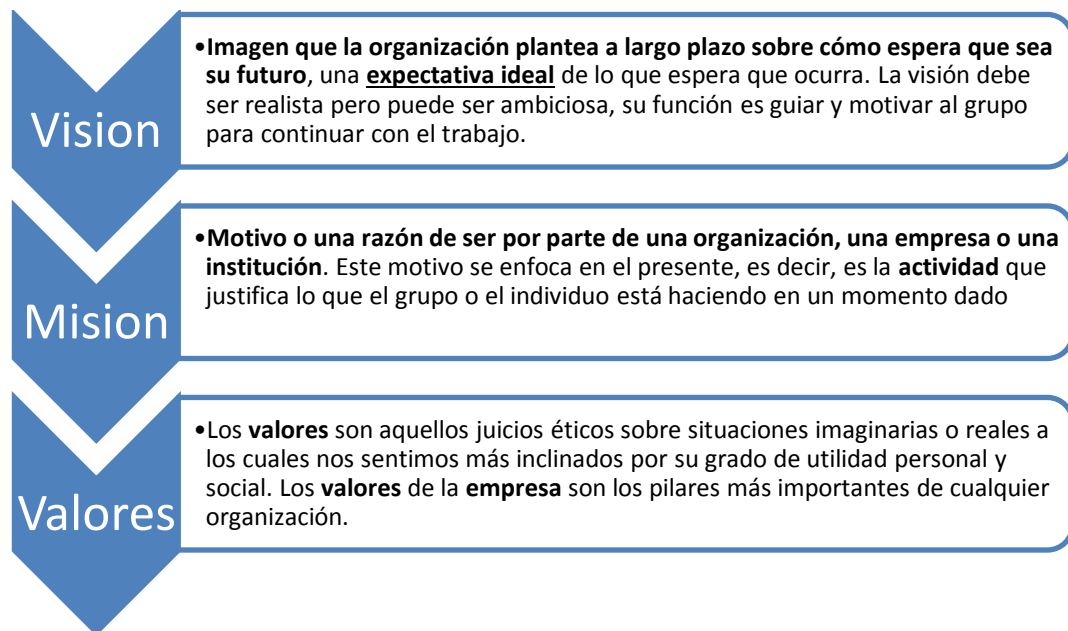 Vision
•Imagen que la organización plantea a largo plazo sobre cómo espera que sea
su futuro, una expectativa ideal de lo que espera que ocurra. La visión debe
ser realista pero puede ser ambiciosa, su función es guiar y motivar al grupo
para continuar con el trabajo.
Mision
•Motivo o una razón de ser por parte de una organización, una empresa o una
institución. Este motivo se enfoca en el presente, es decir, es la actividad que
justifica lo que el grupo o el individuo está haciendo en un momento dado
Valores
•Los valores son aquellos juicios éticos sobre situaciones imaginarias o reales a
los cuales nos sentimos más inclinados por su grado de utilidad personal y
social. Los valores de la empresa son los pilares más importantes de cualquier
organización.